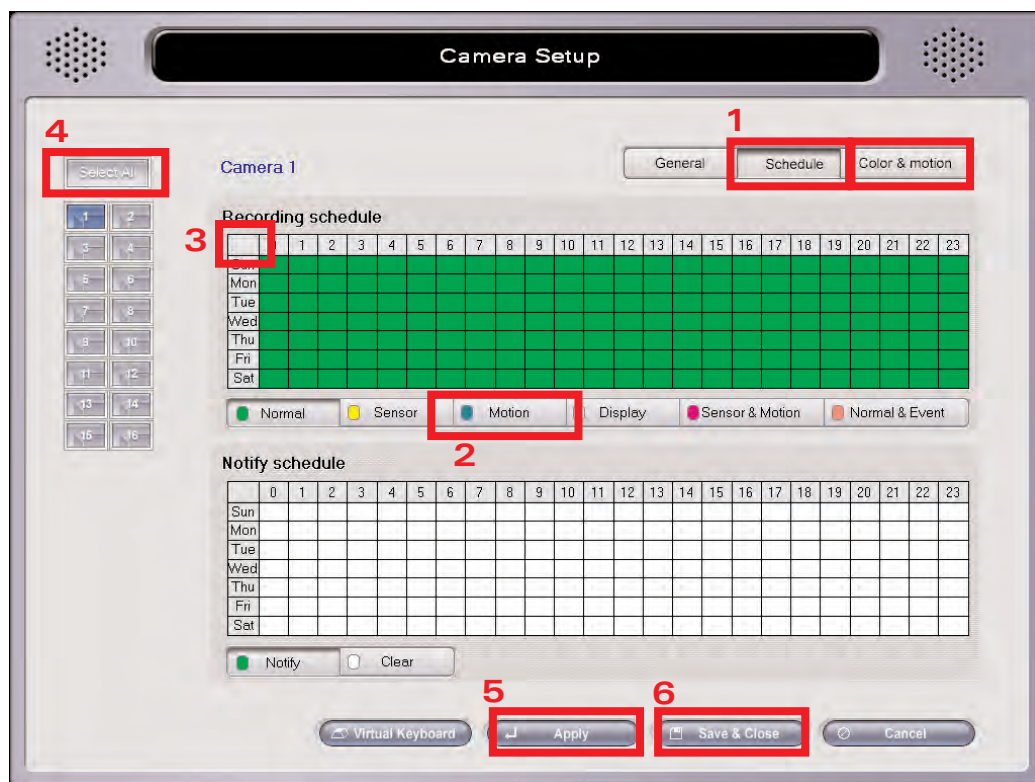 Camera Setup
4
1
Select All
Camera 1
General
Schedule
Color & motion
1 2
3 4
5 6
7 8
9 10
11 12
13 14
15 16
Recording schedule
3
1 2 3 4 5 6 7 8 9 10 11 12 13 14 15 16 17 18 19 20 21 22 23
Sun
Mon
Tue
Wed
Thu
Fri
Sat
Normal
Sensor
Motion
Display
Sensor & Motion
Normal & Event
2
Notify schedule
0 1 2 3 4 5 6 7 8 9 10 11 12 13 14 15 16 17 18 19 20 21 22 23
Sun
Mon
Tue
Wed
Thu
Fri
Sat
Notify
Clear
5
6
Virtual Keyboard
Apply
Save & Close
Cancel